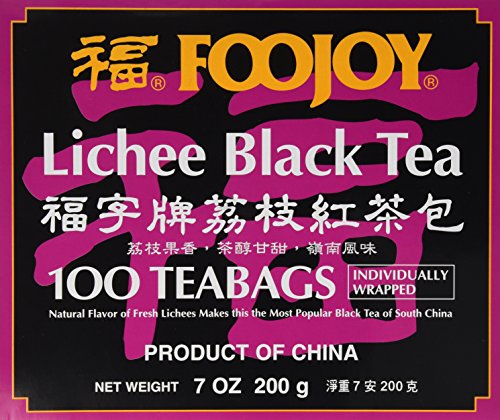 福® FOOJOY®
Lichee Black Tea
福字牌荔枝紅茶包
荔枝果香，茶醇甘甜，嶺南風味
100 TEABAGS INDIVIDUALLY WRAPPED
Natural Flavor of Fresh Lichees Makes this the Most Popular Black Tea of South China
PRODUCT OF CHINA
NET WEIGHT 7 OZ 200 g 淨重 7 安 200 克